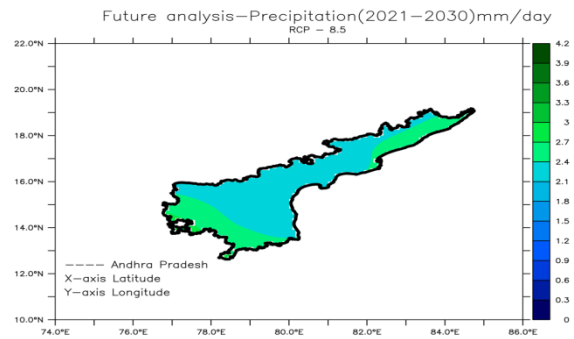 Future analysis−Precipitation(2021−2030)mm/day
RCP − 8.5
22.0°N
20.0°N
18.0°N
16.0°N
14.0°N
12.0°N
10.0°N
−−−− Andhra Pradesh
X−axis Latitude
Y−axis Longitude
74.0°E 76.0°E 78.0°E 80.0°E 82.0°E 84.0°E 86.0°E
4.2
3.9
3.6
3.3
3
2.7
2.4
2.1
1.8
1.5
1.2
0.9
0.6
0.3
0